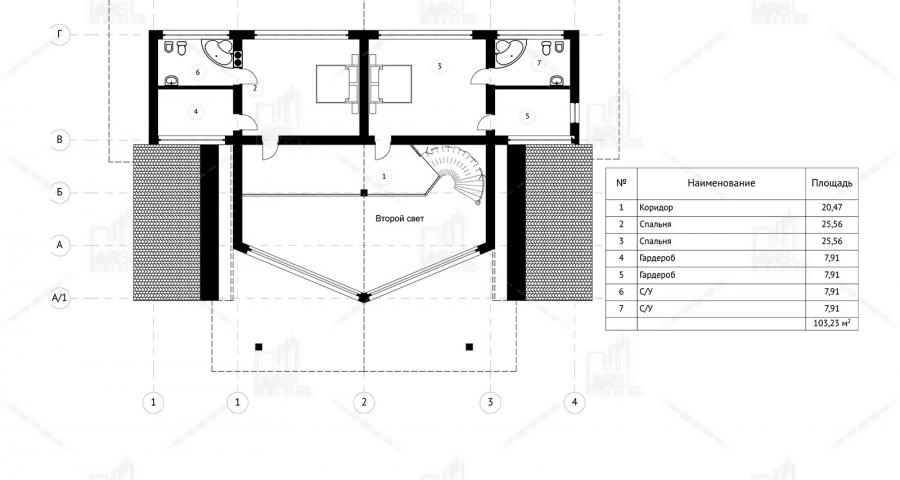 Г
В
Б
А
А/1
6
2
3
7
4
5
1
Второй свет
1
1
2
3
4
№ Наименование Площадь
1 Коридор 20,47
2 Спальня 25,56
3 Спальня 25,56
4 Гардероб 7,91
5 Гардероб 7,91
6 С/У 7,91
7 С/У 7,91
103,23 м²